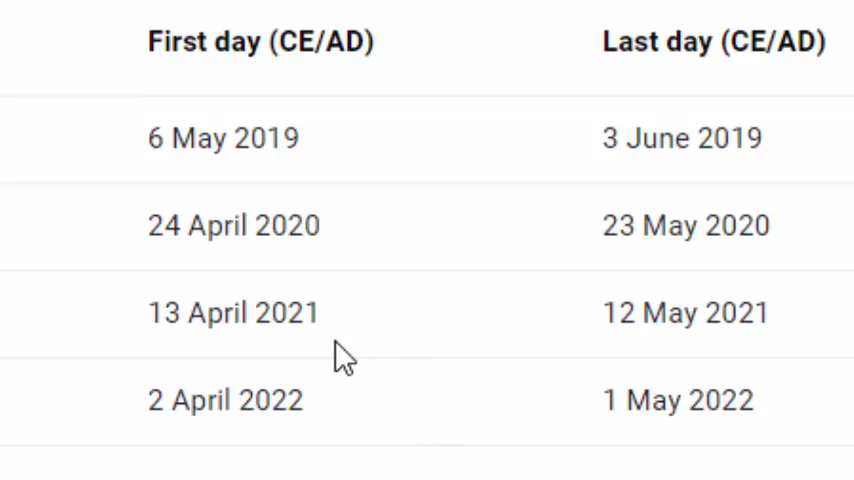 First day (CE/AD) Last day (CE/AD)
6 May 2019 3 June 2019
24 April 2020 23 May 2020
13 April 2021 12 May 2021
2 April 2022 1 May 2022